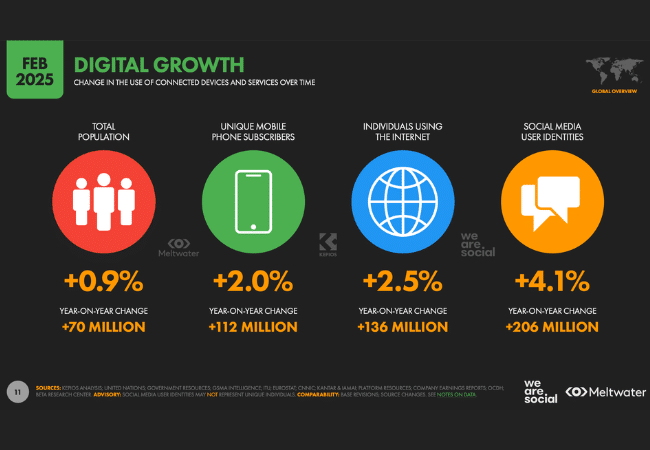 FEB
2025
DIGITAL GROWTH
CHANGE IN THE USE OF CONNECTED DEVICES AND SERVICES OVER TIME
GLOBAL OVERVIEW
TOTAL
POPULATION
UNIQUE MOBILE
PHONE SUBSCRIBERS
INDIVIDUALS USING
THE INTERNET
SOCIAL MEDIA
USER IDENTITIES
Meltwater
KEPIOS
we
are
social
+0.9%
+2.0%
+2.5%
+4.1%
YEAR-ON-YEAR CHANGE
YEAR-ON-YEAR CHANGE
YEAR-ON-YEAR CHANGE
YEAR-ON-YEAR CHANGE
+70 MILLION
+112 MILLION
+136 MILLION
+206 MILLION
11
SOURCES: KEPIOS ANALYSIS; UNITED NATIONS; GOVERNMENT RESOURCES; GSMA INTELLIGENCE; ITU; EUROSTAT; CNNIC; KANTAR & IAMAI; PLATFORM RESOURCES; COMPANY EARNINGS REPORTS; OCDH;
BETA RESEARCH CENTER. ADVISORY: SOCIAL MEDIA USER IDENTITIES MAY NOT REPRESENT UNIQUE INDIVIDUALS. COMPARABILITY: BASE REVISIONS, SOURCE CHANGES. SEE NOTES ON DATA.
we
are
social
Meltwater